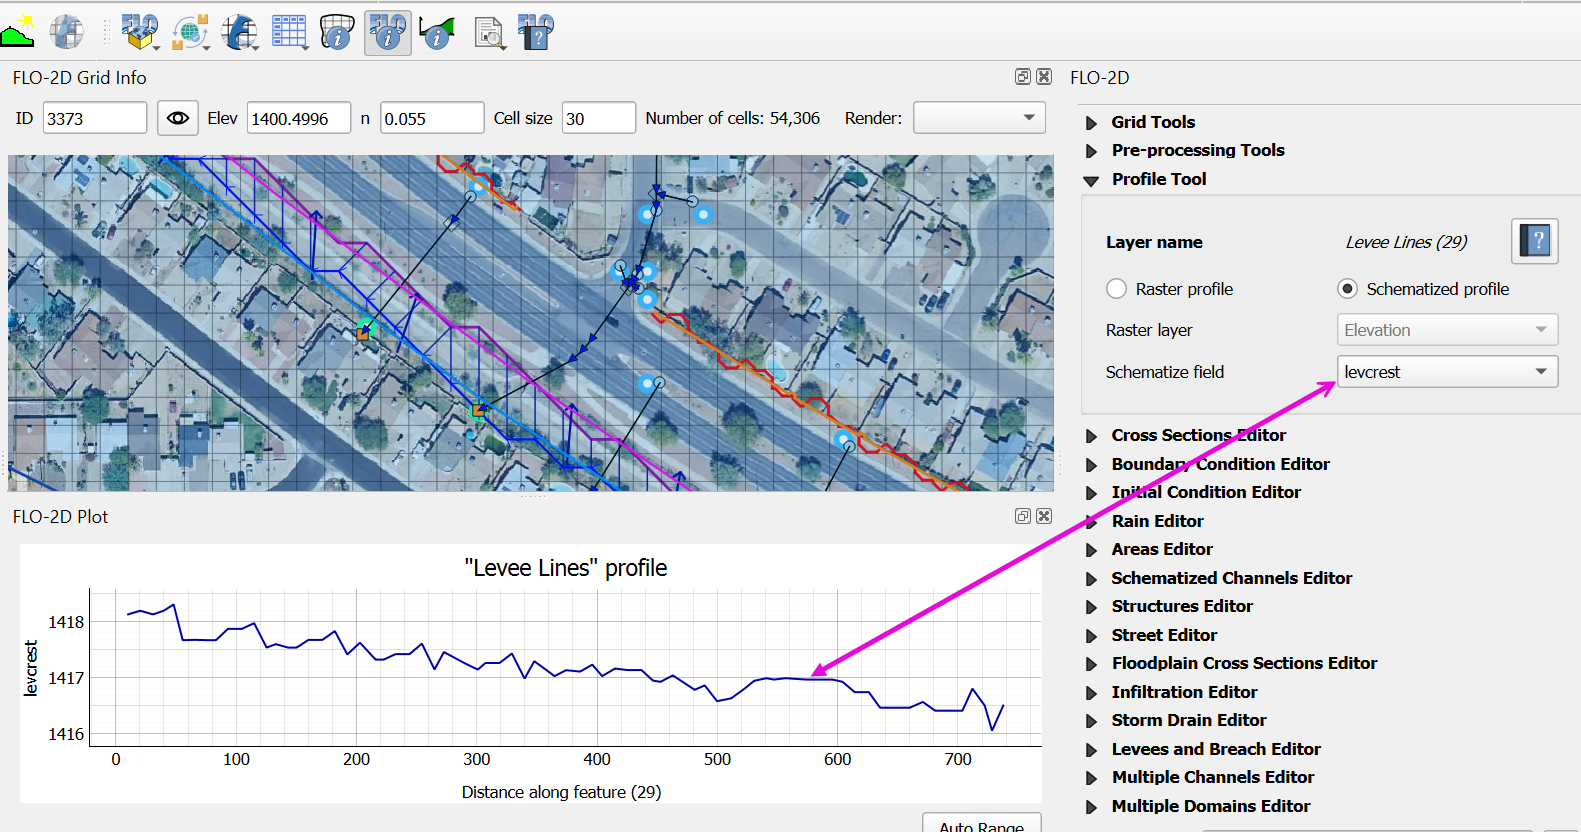 FLO
FLO
FLO
FLO-2D Grid Info
FLO-2D
ID 3373 Elev 1400.4996 n 0.055 Cell size 30 Number of cells: 54,306 Render:
Grid Tools
Pre-processing Tools
Profile Tool
Layer name Levee Lines (29) ?
Raster profile Schematized profile
Raster layer Elevation
Schematize field levcrest
Cross Sections Editor
Boundary Condition Editor
Initial Condition Editor
Rain Editor
Areas Editor
Schematized Channels Editor
Structures Editor
Street Editor
Floodplain Cross Sections Editor
Infiltration Editor
Storm Drain Editor
Levees and Breach Editor
Multiple Channels Editor
Multiple Domains Editor
FLO-2D Plot
"Levee Lines" profile
levcrest
1418
1417
1416
0 100 200 300 400 500 600 700
Distance along feature (29)
Auto Range